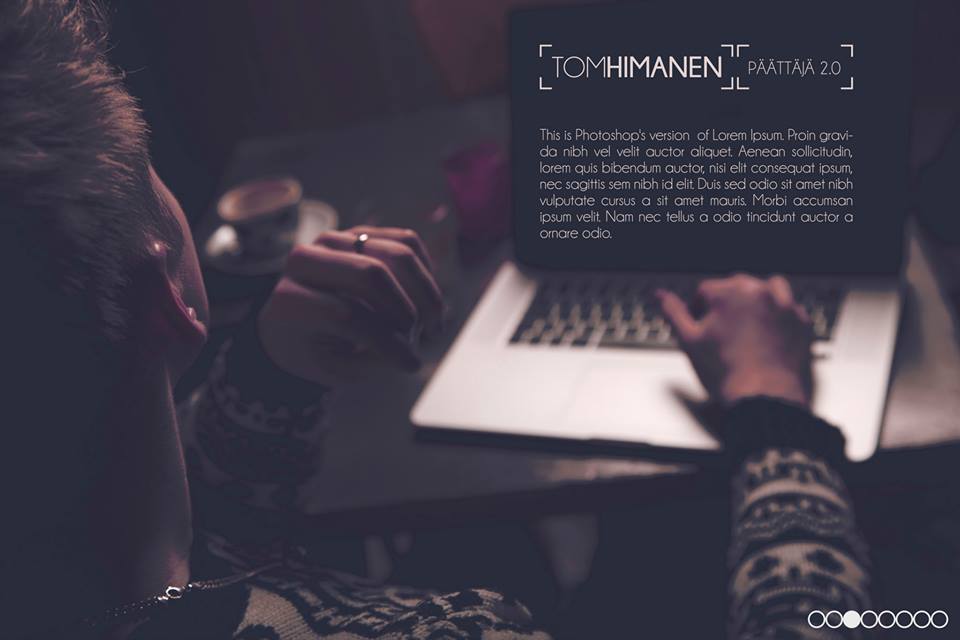 TOMHIMANEN PÄÄTTÄJÄ 2.0
This is Photoshop's version of Lorem Ipsum. Proin gravi-
da nibh vel velit auctor aliquet. Aenean sollicitudin,
lorem quis bibendum auctor, nisi elit consequat ipsum,
nec sagittis sem nibh id elit. Duis sed odio sit amet nibh
vulputate cursus a sit amet mauris. Morbi accumsan
ipsum velit. Nam nec tellus a odio tincidunt auctor a
ornare odio.